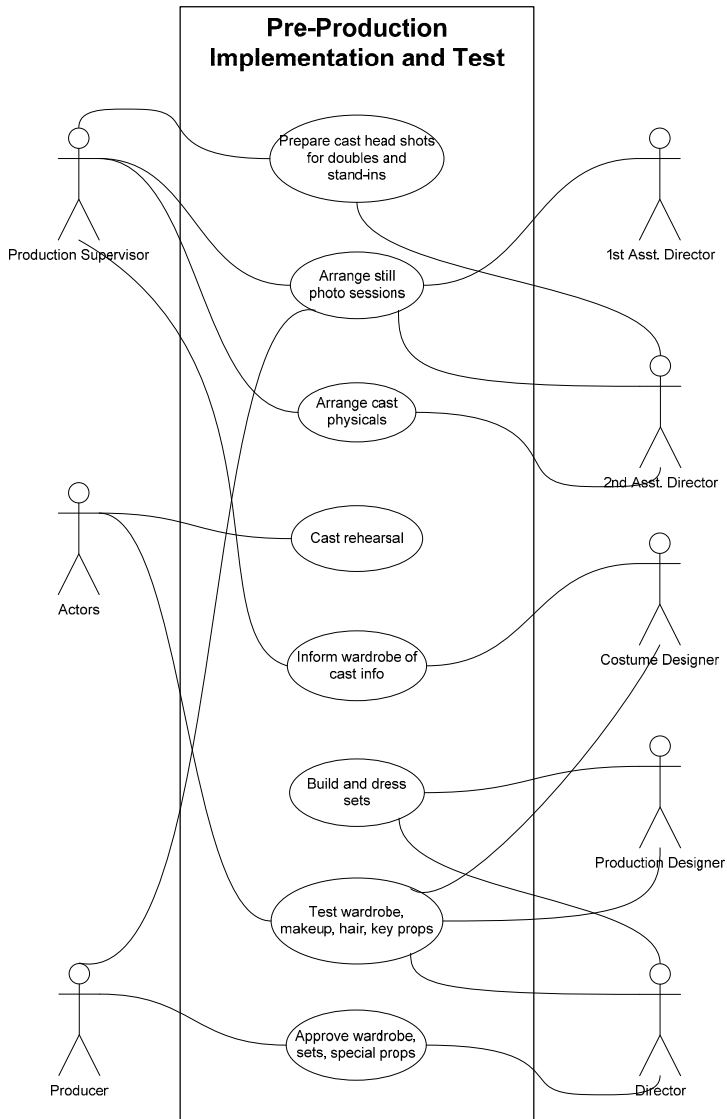 Pre-Production
Implementation and Test
Prepare cast head shots
for doubles and
stand-ins
Production Supervisor
1st Asst. Director
Arrange still
photo sessions
Arrange cast
physicals
2nd Asst. Director
Cast rehearsal
Actors
Inform wardrobe of
cast info
Costume Designer
Build and dress
sets
Production Designer
Test wardrobe,
makeup, hair, key props
Approve wardrobe,
sets, special props
Producer
Director